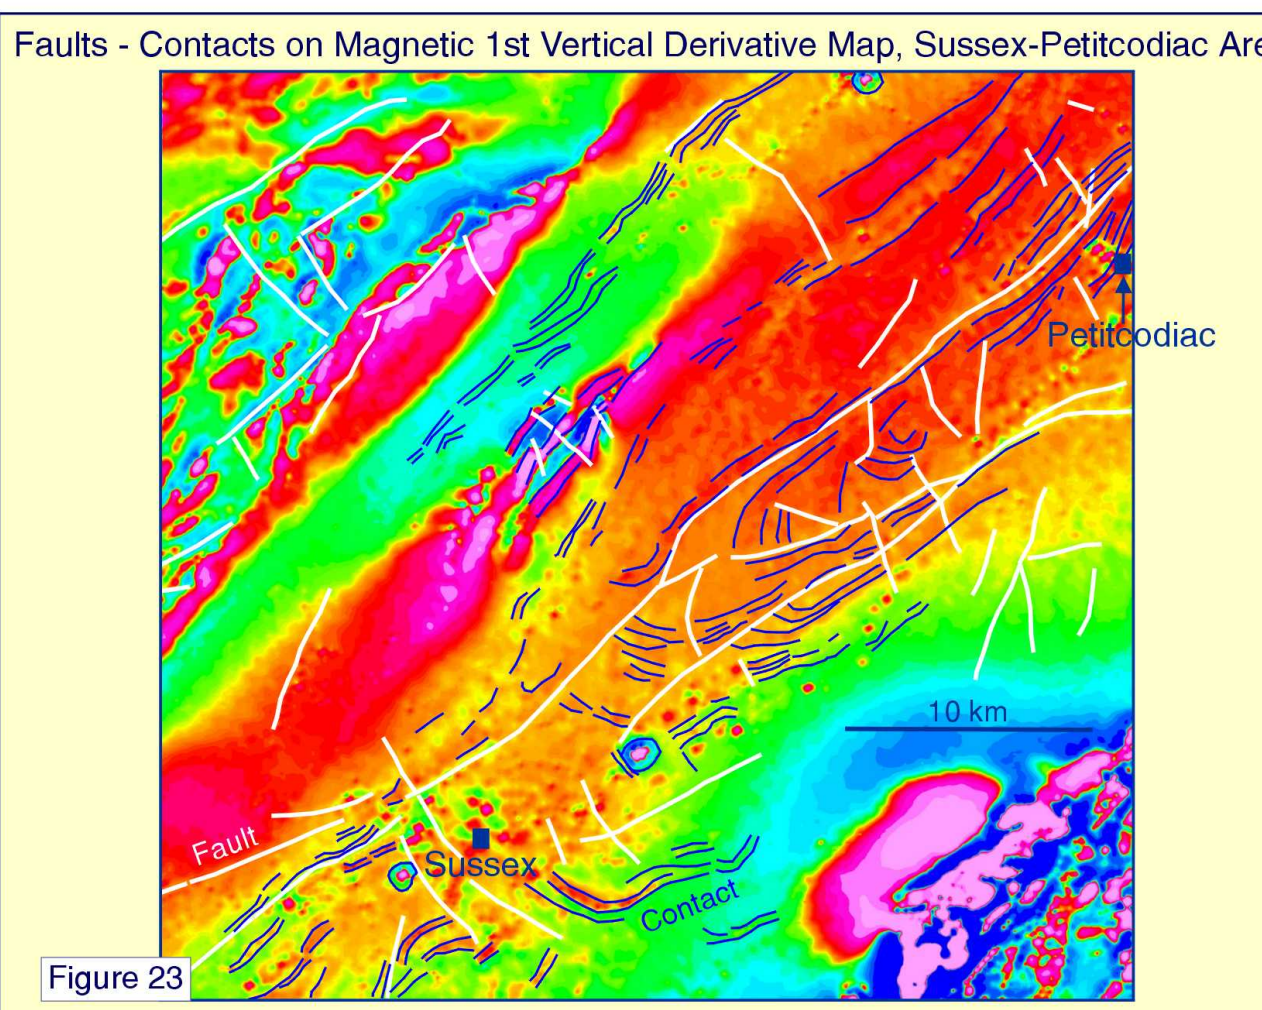 Faults - Contacts on Magnetic 1st Vertical Derivative Map, Sussex-Petitcodiac Are
Petitcodiac
10 km
Fault
Sussex
Contact
Figure 23